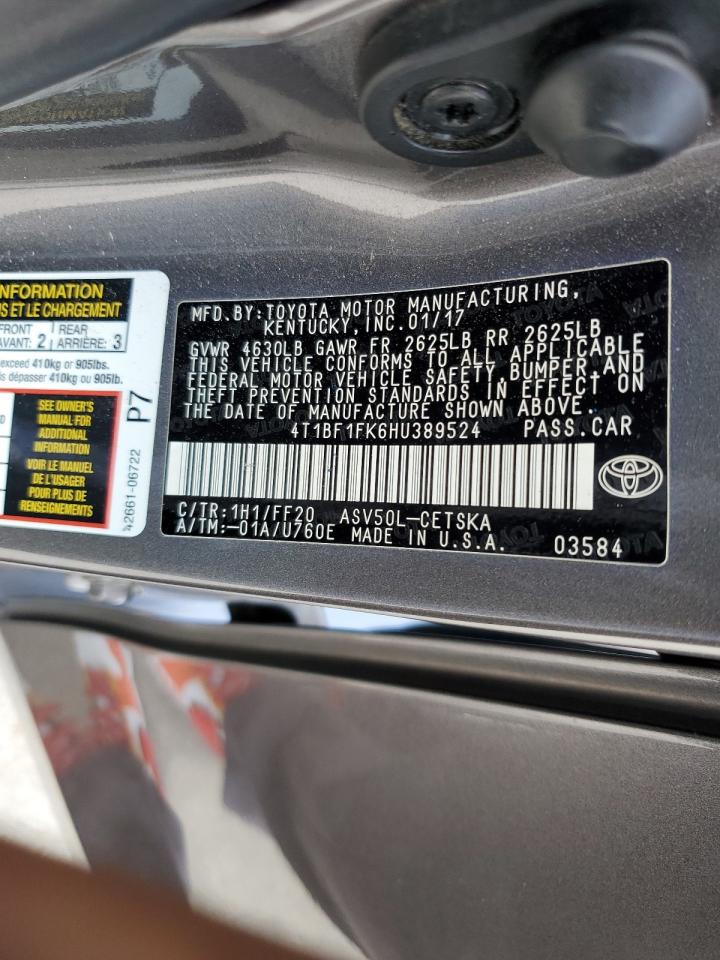 NFORMATION
S ET LE CHARGEMENT
FRONT
AVANT: 2
REAR
ARRIÈRE: 3
exceed 410kg or 905lbs.
s dépasser 410kg ou 905lb.
SEE OWNER'S
MANUAL FOR
ADDITIONAL
INFORMATION
VOIR LE MANUEL
DE L'USAGER
POUR PLUS DE
RENSEIGNEMENTS
P7
42661-06722
MFD.BY:TOYOTA MOTOR MANUFACTURING,
KENTUCKY,INC.01/17
GVWR 4630LB GAWR FR 2625LB RR 2625LB
THIS VEHICLE CONFORMS TO ALL APPLICABLE
FEDERAL MOTOR VEHICLE SAFETY,BUMPER,AND
THEFT PREVENTION STANDARDS IN EFFECT ON
THE DATE OF MANUFACTURE SHOWN ABOVE.
4T1BF1FK6HU389524 PASS.CAR
C/TR:1H1/FF20 ASV50L-CETSKA
A/TM:-01A/U760E MADE IN U.S.A. 03584